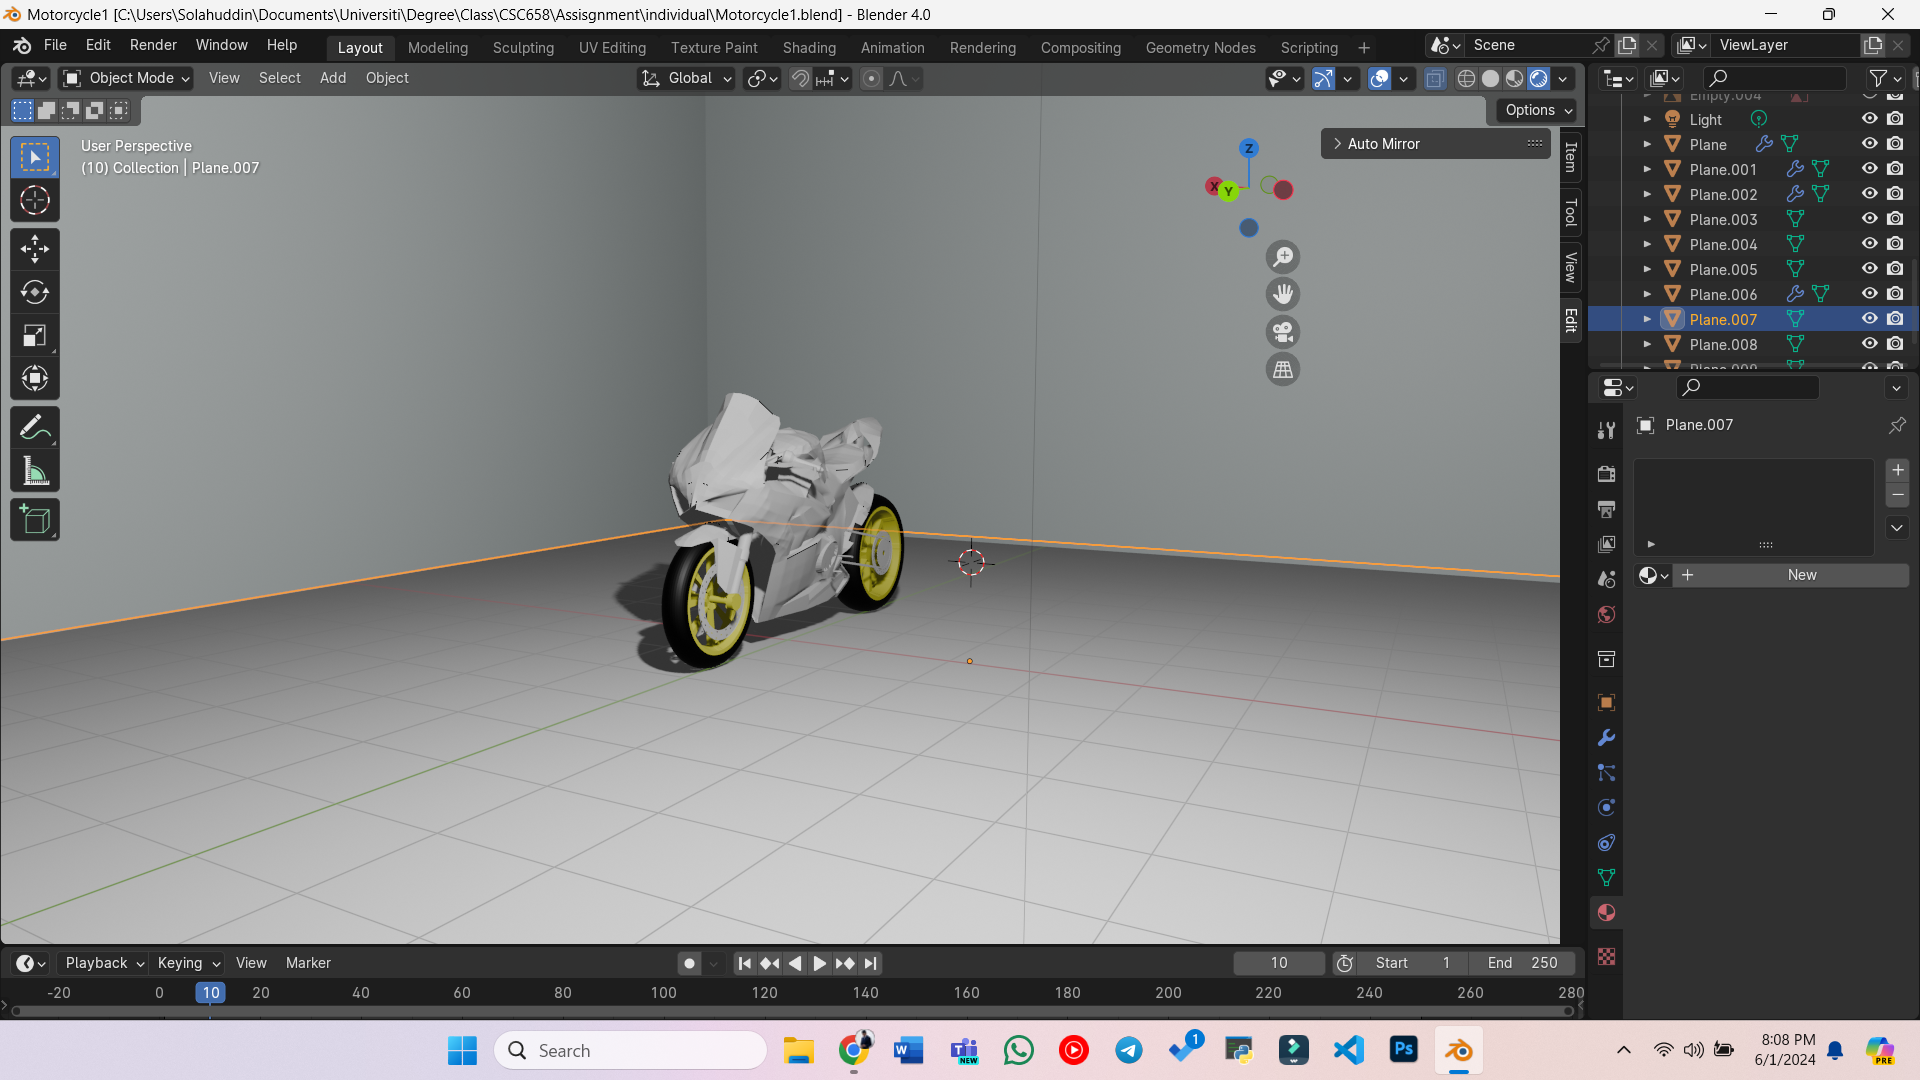 Motorcycle1 [C:\Users\Solahuddin\Documents\Universiti\Degree\Class\CSC658\Assisgnment\individual\Motorcycle1.blend] - Blender 4.0
File Edit Render Window Help Layout Modeling Sculpting UV Editing Texture Paint Shading Animation Rendering Compositing Geometry Nodes Scripting + Scene ViewLayer
Object Mode View Select Add Object Global
Options
User Perspective
(10) Collection | Plane.007
Z
X
Y
Auto Mirror
Item
Tool
View
Edit
Empty.004
Light
Plane
Plane.001
Plane.002
Plane.003
Plane.004
Plane.005
Plane.006
Plane.007
Plane.008
Plane.009
Plane.007
New
Playback Keying View Marker 10 Start 1 End 250
-20 0 10 20 40 60 80 100 120 140 160 180 200 220 240 260 280
Search
NEW
1
Ps
8:08 PM
6/1/2024
PRE